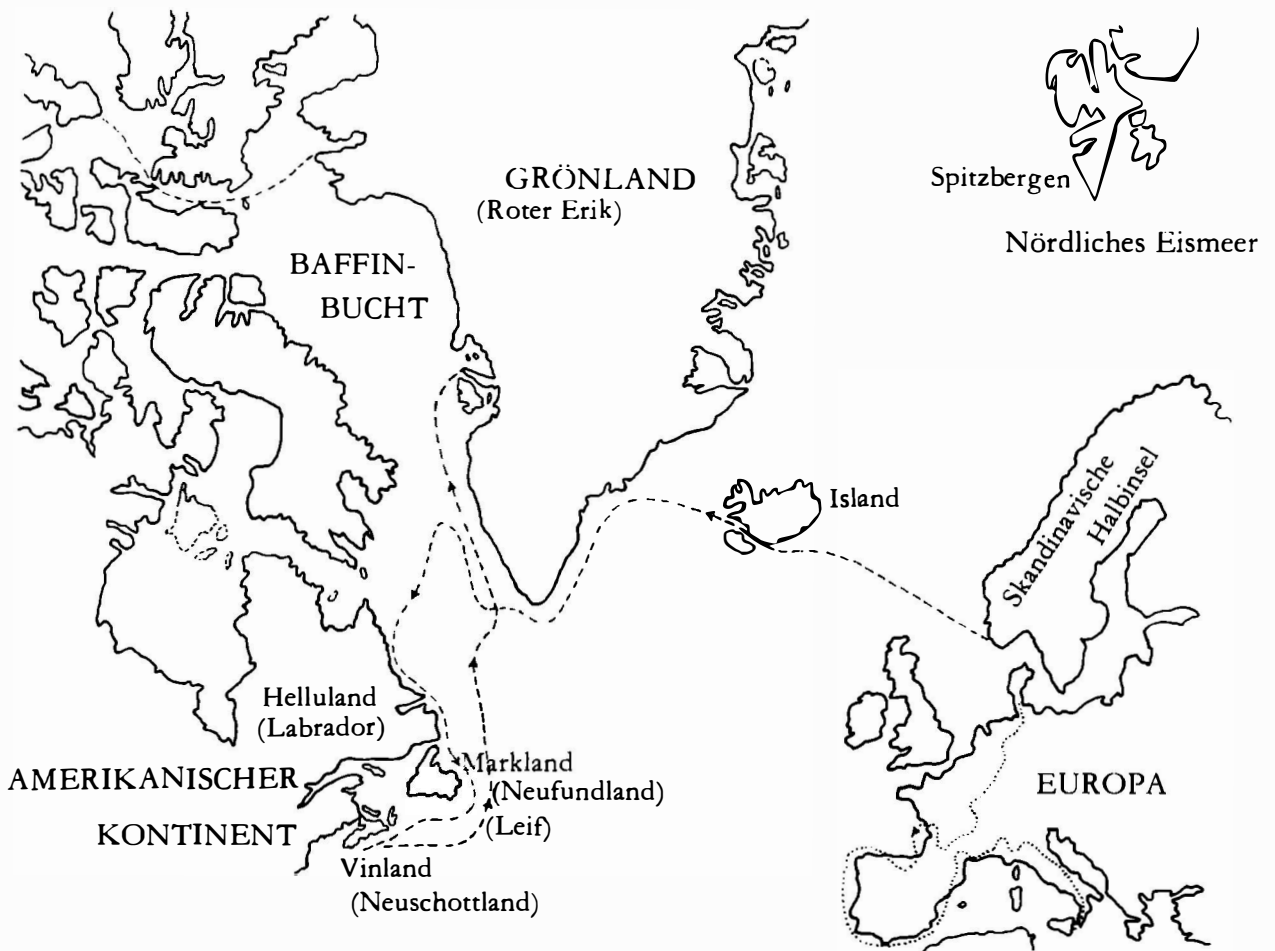 GRÖNLAND
(Roter Erik)
Spitzbergen
Nördliches Eismeer
BAFFIN-
BUCHT
Island
Skandinavische
Halbinsel
Helluland
(Labrador)
Markland
(Neufundland)
(Leif)
AMERIKANISCHER
KONTINENT
Vinland
(Neuschottland)
EUROPA